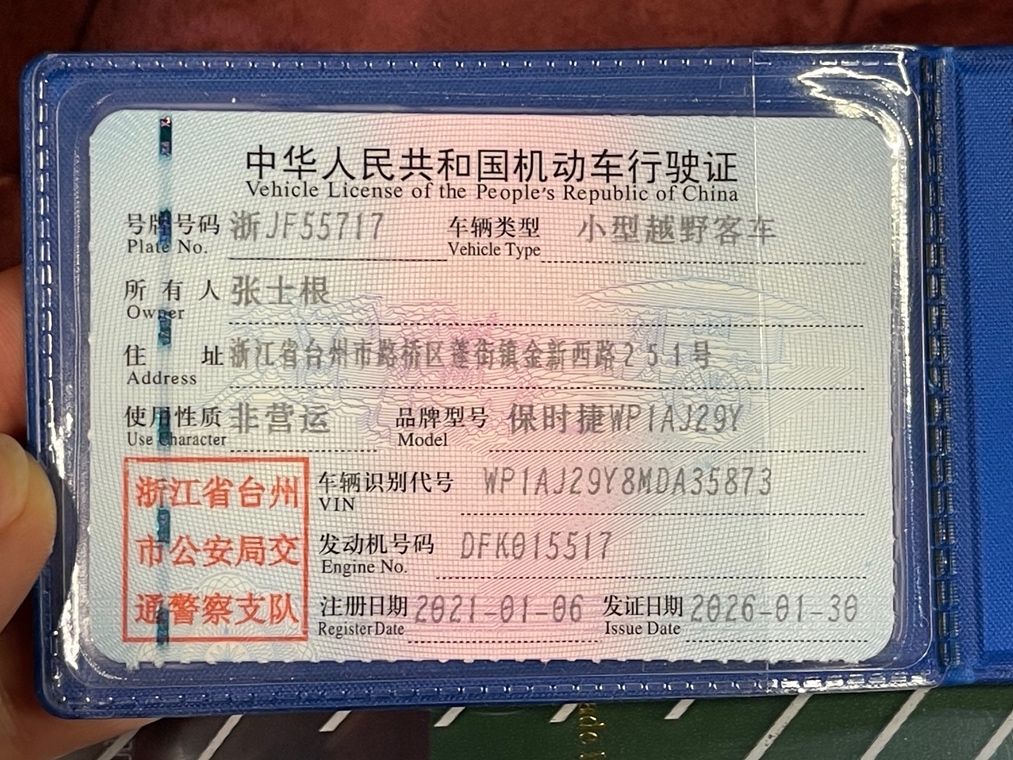 中华人民共和国机动车行驶证
Vehicle License of the People's Republic of China
号牌号码 浙JF55717 车辆类型 小型越野客车
Plate No. Vehicle Type
所有人 张士根
Owner
住址 浙江省台州市路桥区蓬街镇金新西路251号
Address
使用性质 非营运 品牌型号 保时捷WP1AJ29Y
Use Character Model
浙江省台州 车辆识别代号 WP1AJ29Y8MDA35873
VIN
市公安局交 发动机号码 DFK015517
Engine No.
通警察支队 注册日期 2021-01-06 发证日期 2026-01-30
Register Date Issue Date